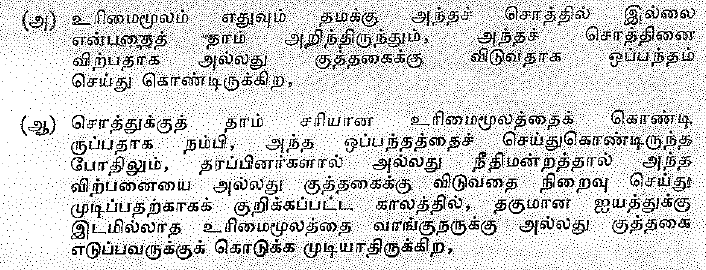 (அ) உரிமைமூலம் எதுவும் தமக்கு அந்தச் சொத்தில் இல்லை
என்பதைத் தாம் அறிந்திருந்தும், அந்தச் சொத்தினை
விற்பதாக அல்லது குத்தகைக்கு விடுவதாக ஒப்பந்தம்
செய்து கொண்டிருக்கிற,
(ஆ) சொத்துக்குத் தாம் சரியான உரிமைமூலத்தைக் கொண்டி
ருப்பதாக நம்பி, அந்த ஒப்பந்தத்தைச் செய்துகொண்டிருந்த
போதிலும், தரப்பினர்களால் அல்லது நீதிமன்றத்தால் அந்த
விற்பனையை அல்லது குத்தகைக்கு விடுவதை நிறைவு செய்து
முடிப்பதற்காகக் குறிக்கப்பட்ட காலத்தில், தகுமான ஐயத்துக்கு
இடமில்லாத உரிமைமூலத்தை வாங்குநருக்கு அல்லது குத்தகை
எடுப்பவருக்குக் கொடுக்க முடியாதிருக்கிற,